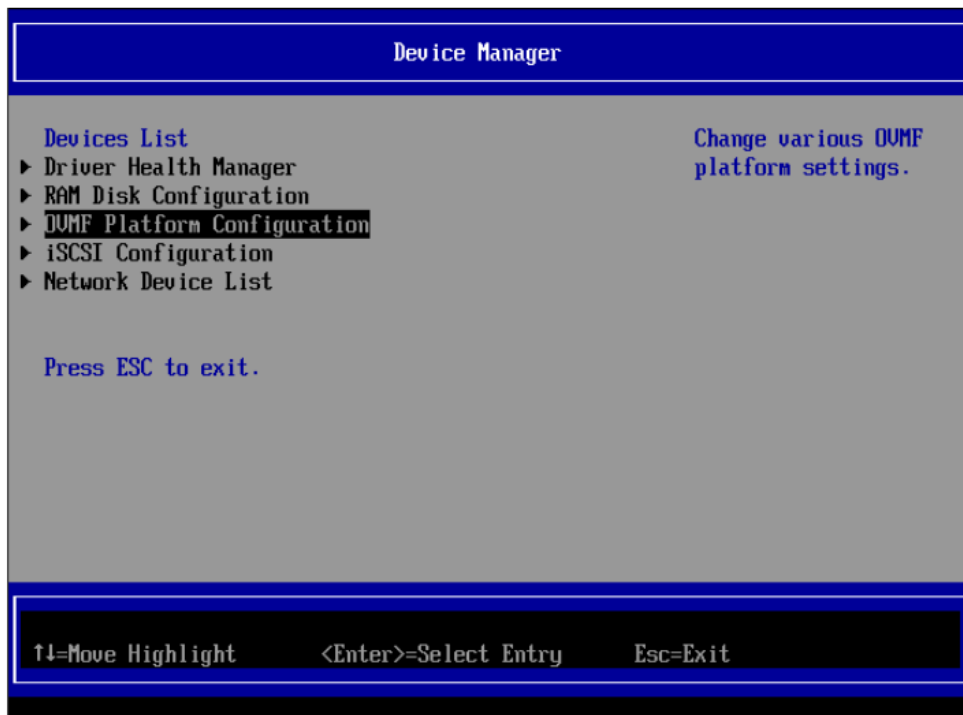 Device Manager
Devices List
Driver Health Manager
RAM Disk Configuration
OVMF Platform Configuration
iSCSI Configuration
Network Device List
Press ESC to exit.
Change various OVMF
platform settings.
↑↓=Move Highlight <Enter>=Select Entry Esc=Exit